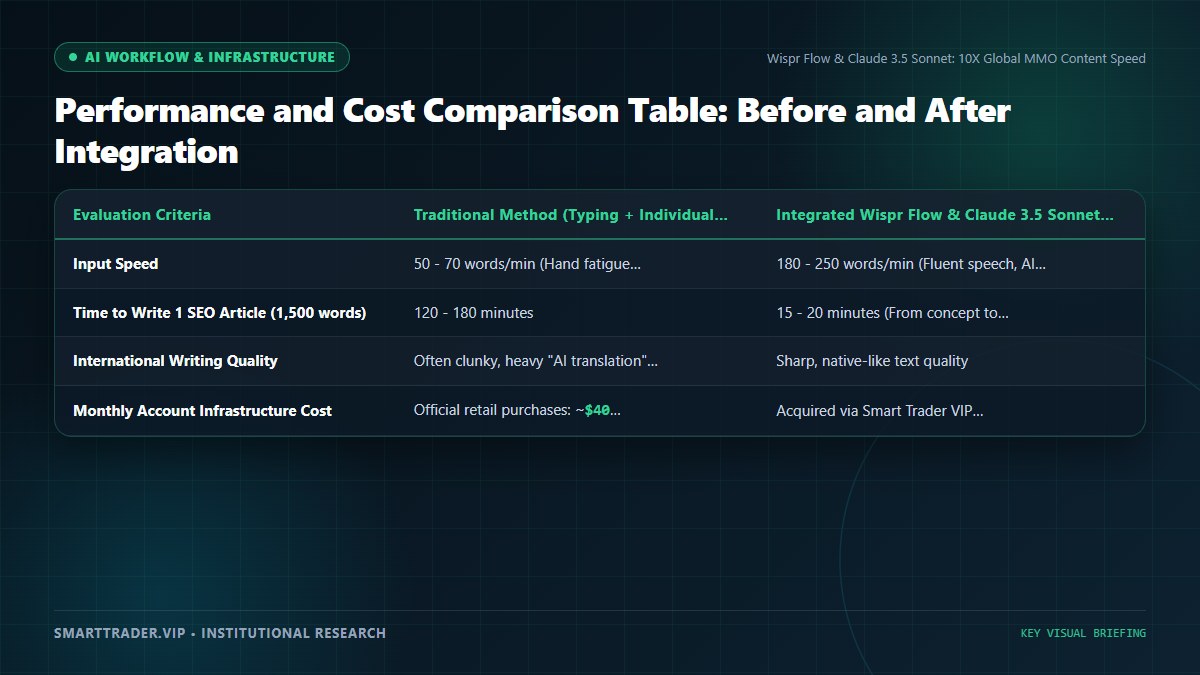 AI WORKFLOW & INFRASTRUCTURE
Wispr Flow & Claude 3.5 Sonnet: 10X Global MMO Content Speed
Performance and Cost Comparison Table: Before and After
Integration
Evaluation Criteria
Traditional Method (Typing + Individual...
Integrated Wispr Flow & Claude 3.5 Sonnet...
Input Speed
50 - 70 words/min (Hand fatigue...
180 - 250 words/min (Fluent speech, AI...
Time to Write 1 SEO Article (1,500 words)
120 - 180 minutes
15 - 20 minutes (From concept to...
International Writing Quality
Often clunky, heavy "AI translation"...
Sharp, native-like text quality
Monthly Account Infrastructure Cost
Official retail purchases: ~$40...
Acquired via Smart Trader VIP...
SMARTTRADER.VIP • INSTITUTIONAL RESEARCH
KEY VISUAL BRIEFING